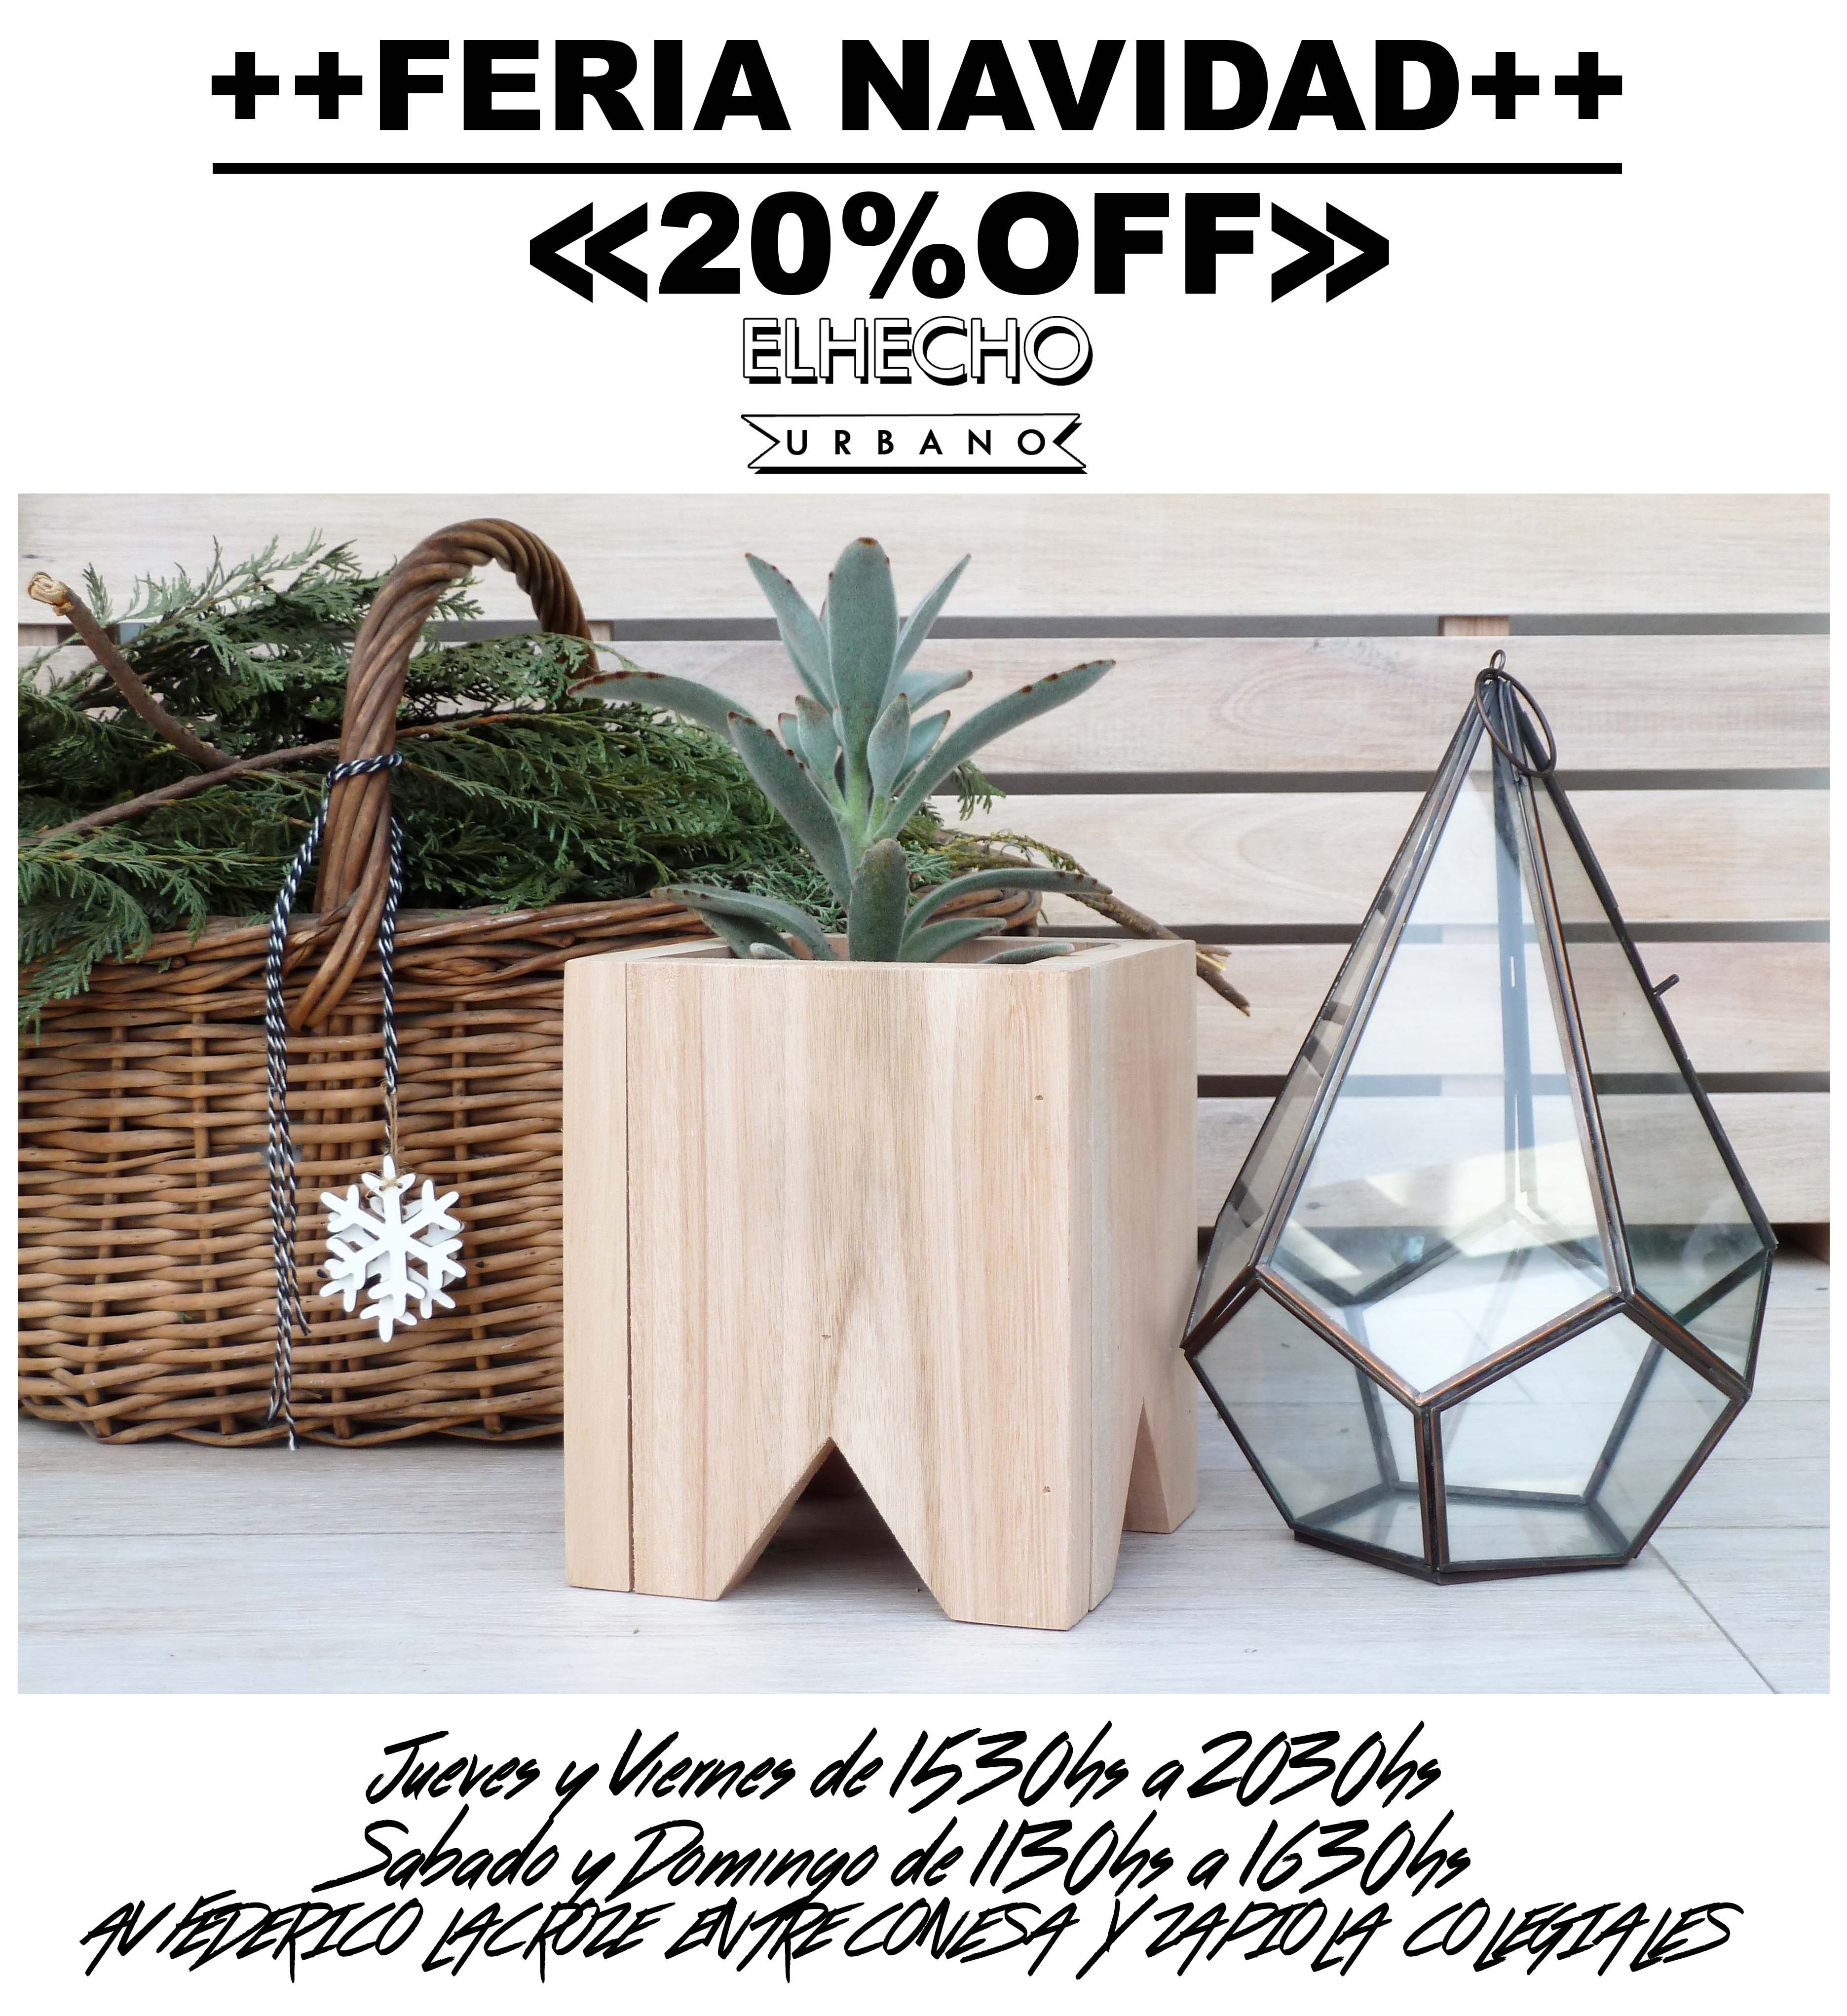 ++FERIA NAVIDAD++
«20%OFF»
ELHECHO
URBANO
Jueves y Viernes de 1530hs a 2030hs
Sabado y Domingo de 1130hs a 1630hs
AV FEDERICO LACROZE ENTRE CONESA Y ZAPIOLA COLEGIALES